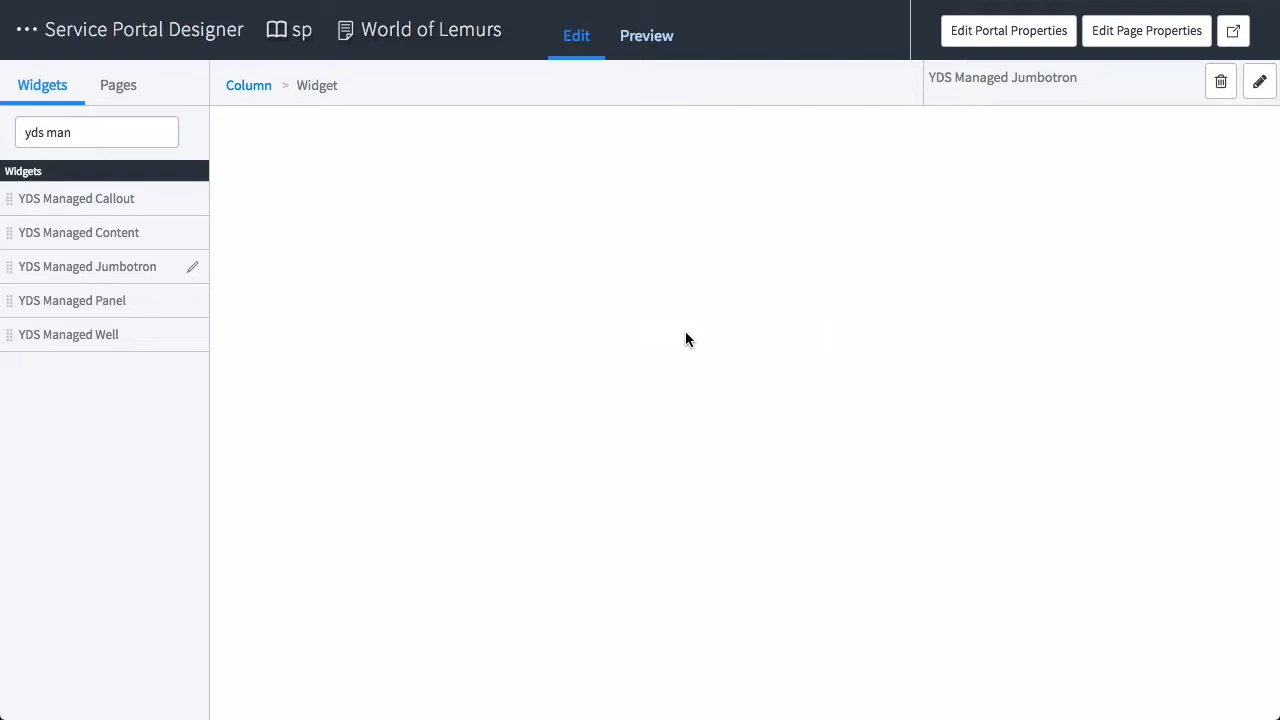 Service Portal Designer sp World of Lemurs Edit Preview Edit Portal Properties Edit Page Properties
Widgets Pages Column > Widget YDS Managed Jumbotron
yds man
Widgets
YDS Managed Callout
YDS Managed Content
YDS Managed Jumbotron
YDS Managed Panel
YDS Managed Well